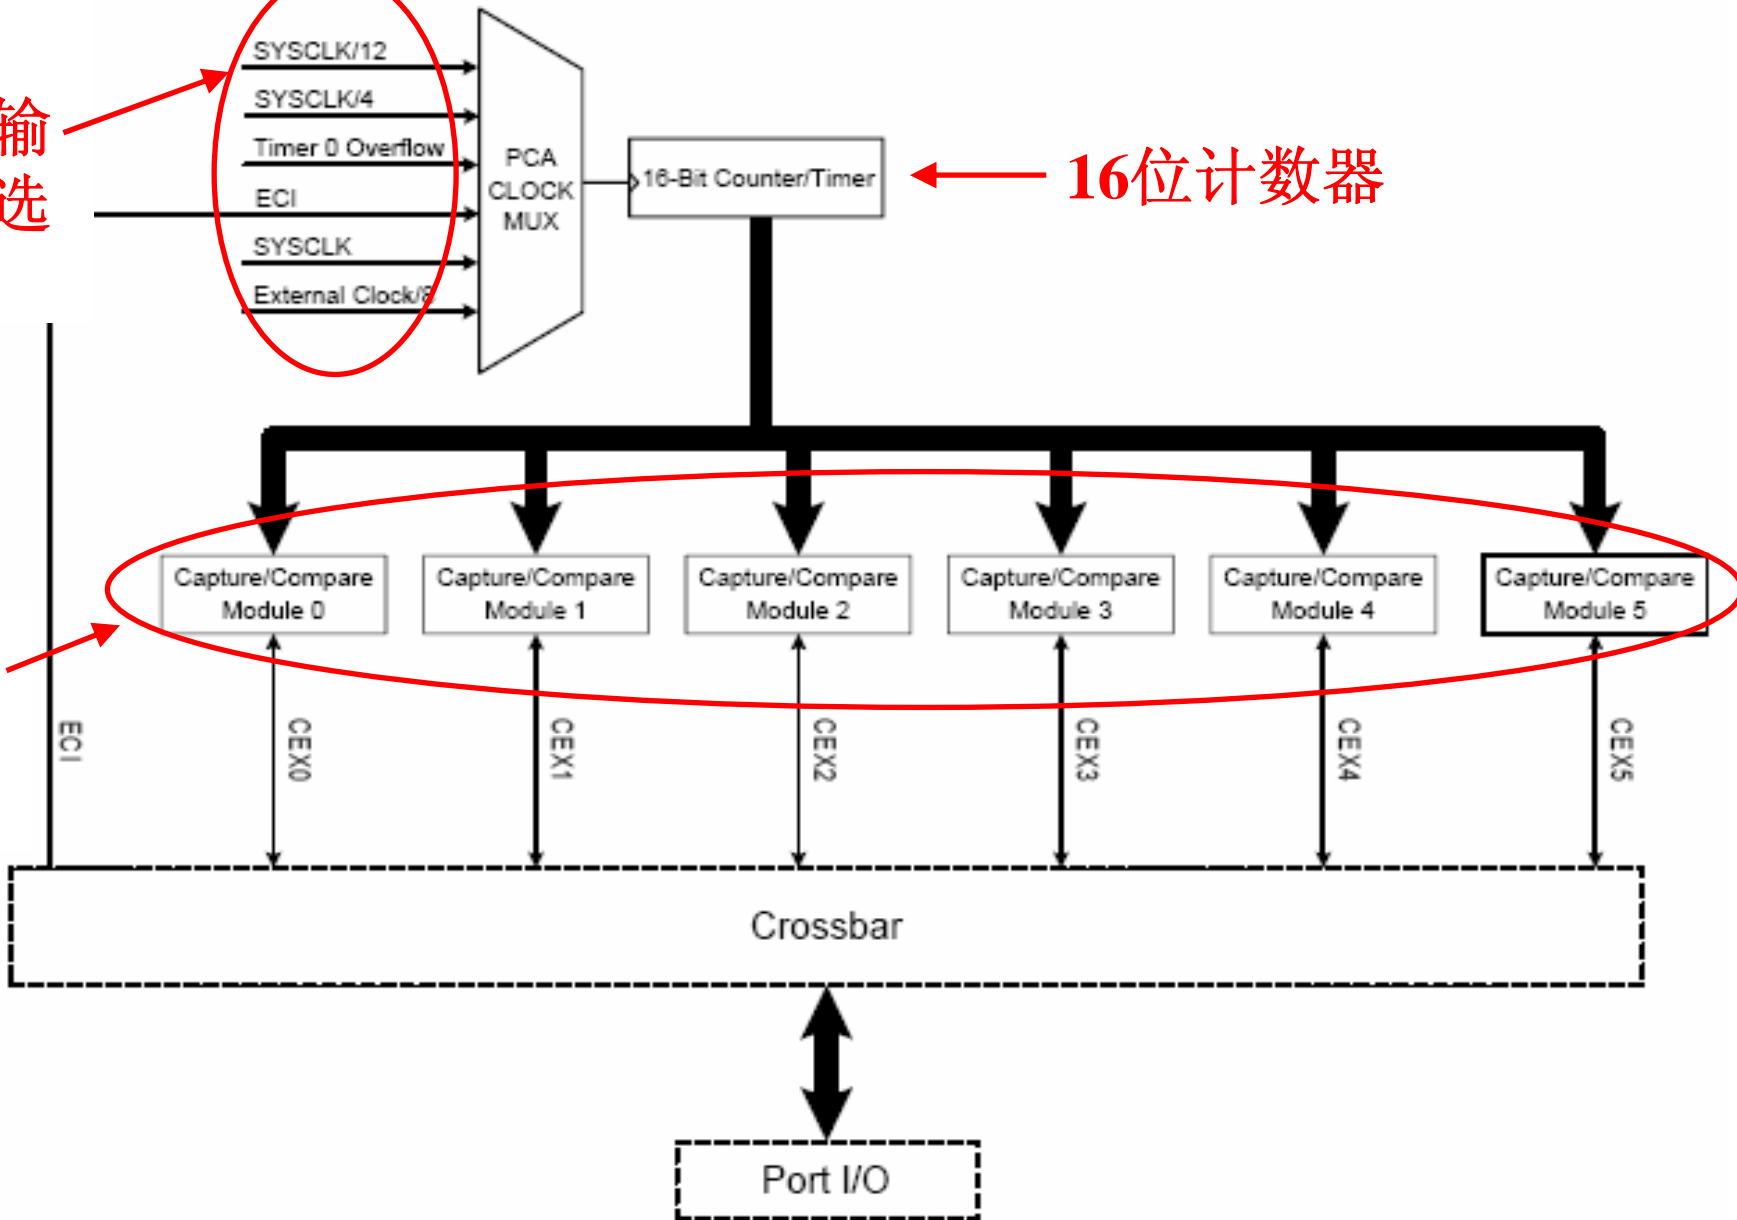 SYSCLK/12
SYSCLK/4
Timer 0 Overflow
ECI
SYSCLK
External Clock/8
输
选
PCA
CLOCK
MUX
16-Bit Counter/Timer
16位计数器
Capture/Compare
Module 0
Capture/Compare
Module 1
Capture/Compare
Module 2
Capture/Compare
Module 3
Capture/Compare
Module 4
Capture/Compare
Module 5
ECI
CEX0
CEX1
CEX2
CEX3
CEX4
CEX5
Crossbar
Port I/O